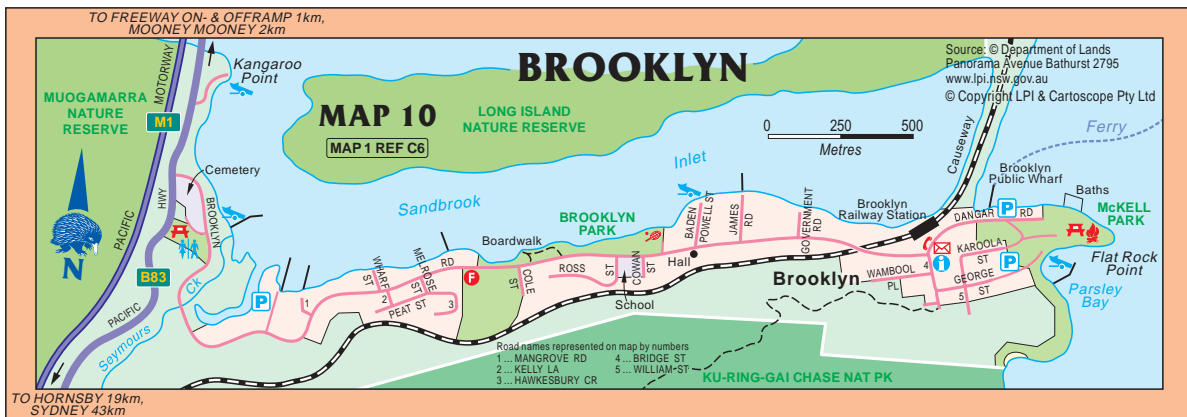 TO FREEWAY ON- & OFFRAMP 1km,
MOONEY MOONEY 2km
BROOKLYN
MAP 10
MAP 1 REF C6
LONG ISLAND
NATURE RESERVE
Source: © Department of Lands
Panorama Avenue Bathurst 2795
www.lpi.nsw.gov.au
© Copyright LPI & Cartoscope Pty Ltd
0 250 500
Metres
Kangaroo
Point
MUOGAMARRA
NATURE
RESERVE
MOTORWAY
M1
PACIFIC
HWY
Cemetery
BROOKLYN
N
B83
PACIFIC
Seymours
Ck
P
Sandbrook
Inlet
Causeway
Ferry
Brooklyn
Public Wharf
Baths
McKELL
PARK
Flat Rock
Point
Parsley
Bay
Brooklyn
Railway Station
DANGAR RD
P
KAROOLA
ST
P
GEORGE
ST
WAMBOOL
PL
4
5
Brooklyn
BROOKLYN
PARK
Boardwalk
RD
WHARF
ST
MELROSE
ST
PEAT ST
1
2
3
F
COLE
ST
ROSS
ST
COWAN
ST
School
Hall
BADEN
POWELL ST
JAMES
RD
GOVERNMENT
RD
Road names represented on map by numbers
1 ... MANGROVE RD
2 ... KELLY LA
3 ... HAWKESBURY CR
4 ... BRIDGE ST
5 ... WILLIAM ST
KU-RING-GAI CHASE NAT PK
TO HORNSBY 19km,
SYDNEY 43km